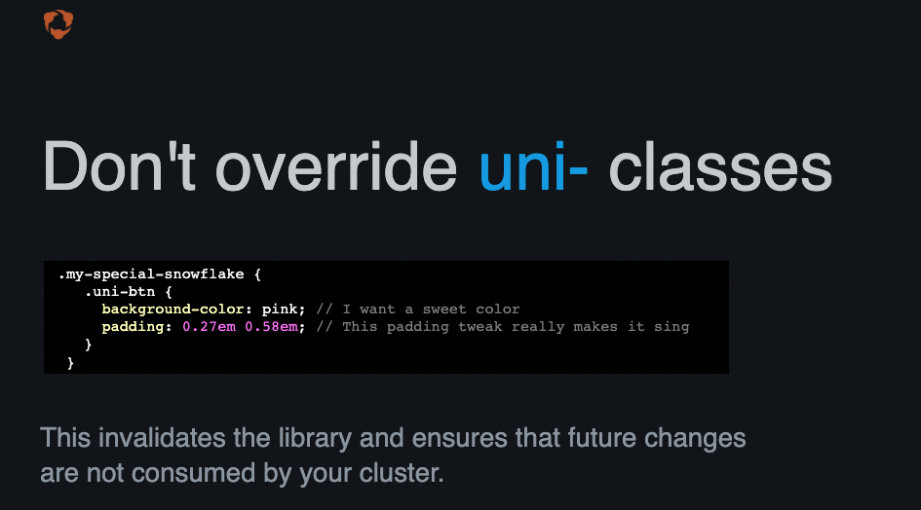 Don't override uni- classes
.my-special-snowflake {
.uni-btn {
background-color: pink; // I want a sweet color
padding: 0.27em 0.58em; // This padding tweak really makes it sing
}
}
This invalidates the library and ensures that future changes
are not consumed by your cluster.